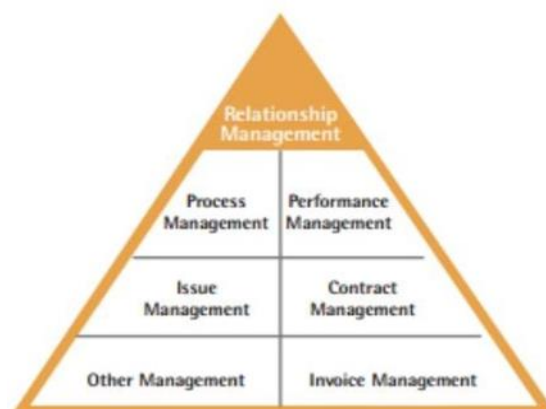 Relationship
Management
Process
Management
Performance
Management
Issue
Management
Contract
Management
Other Management
Invoice Management